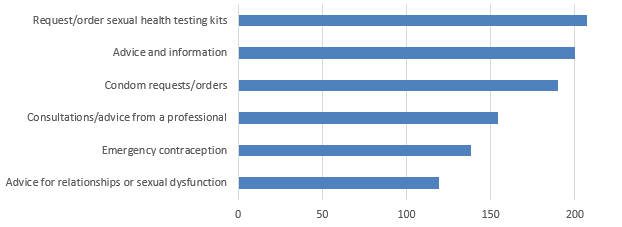 Request/order sexual health testing kits
Advice and information
Condom requests/orders
Consultations/advice from a professional
Emergency contraception
Advice for relationships or sexual dysfunction
0 50 100 150 200